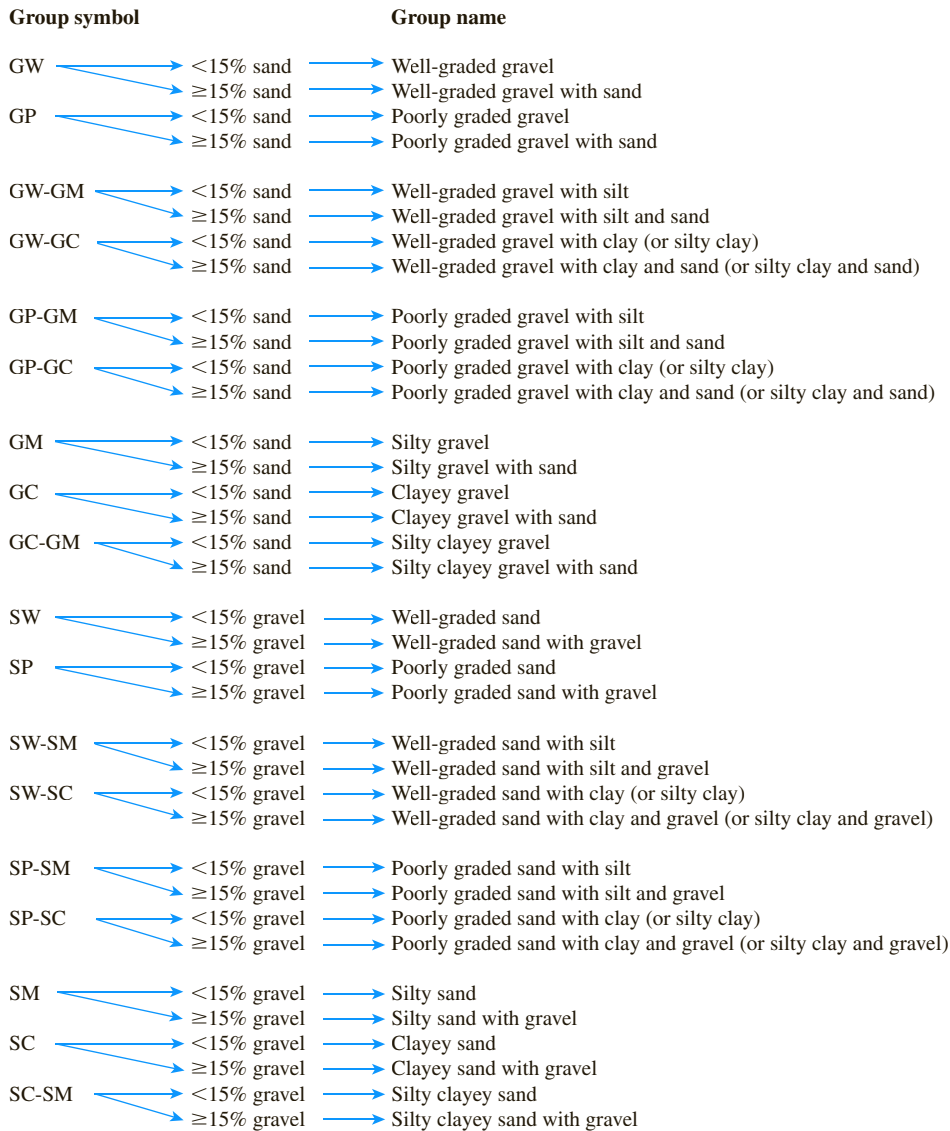 Group symbol Group name
GW <15% sand Well-graded gravel
≥15% sand Well-graded gravel with sand
GP <15% sand Poorly graded gravel
≥15% sand Poorly graded gravel with sand
GW-GM <15% sand Well-graded gravel with silt
≥15% sand Well-graded gravel with silt and sand
GW-GC <15% sand Well-graded gravel with clay (or silty clay)
≥15% sand Well-graded gravel with clay and sand (or silty clay and sand)
GP-GM <15% sand Poorly graded gravel with silt
≥15% sand Poorly graded gravel with silt and sand
GP-GC <15% sand Poorly graded gravel with clay (or silty clay)
≥15% sand Poorly graded gravel with clay and sand (or silty clay and sand)
GM <15% sand Silty gravel
≥15% sand Silty gravel with sand
GC <15% sand Clayey gravel
≥15% sand Clayey gravel with sand
GC-GM <15% sand Silty clayey gravel
≥15% sand Silty clayey gravel with sand
SW <15% gravel Well-graded sand
≥15% gravel Well-graded sand with gravel
SP <15% gravel Poorly graded sand
≥15% gravel Poorly graded sand with gravel
SW-SM <15% gravel Well-graded sand with silt
≥15% gravel Well-graded sand with silt and gravel
SW-SC <15% gravel Well-graded sand with clay (or silty clay)
≥15% gravel Well-graded sand with clay and gravel (or silty clay and gravel)
SP-SM <15% gravel Poorly graded sand with silt
≥15% gravel Poorly graded sand with silt and gravel
SP-SC <15% gravel Poorly graded sand with clay (or silty clay)
≥15% gravel Poorly graded sand with clay and gravel (or silty clay and gravel)
SM <15% gravel Silty sand
≥15% gravel Silty sand with gravel
SC <15% gravel Clayey sand
≥15% gravel Clayey sand with gravel
SC-SM <15% gravel Silty clayey sand
≥15% gravel Silty clayey sand with gravel